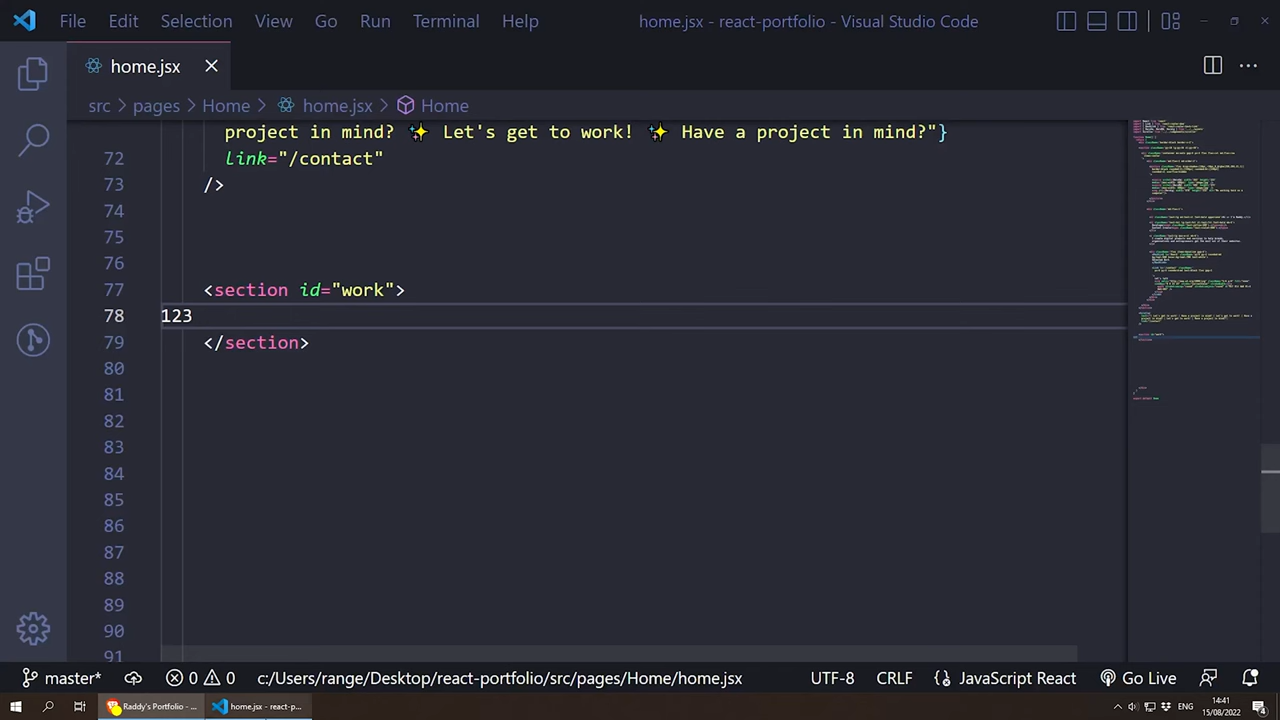 File Edit Selection View Go Run Terminal Help home.jsx - react-portfolio - Visual Studio Code
home.jsx
src > pages > Home > home.jsx > Home
project in mind? ✨ Let's get to work! ✨ Have a project in mind?"}
72 link="/contact"
73 />
74
75
76
77 <section id="work">
78 123
79 </section>
80
81
82
83
84
85
86
87
88
89
90
91
master* 0 0 c:/Users/range/Desktop/react-portfolio/src/pages/Home/home.jsx UTF-8 CRLF JavaScript React Go Live
Raddy's Portfolio - ... home.jsx - react-p... ENG 14:41
15/08/2022 4